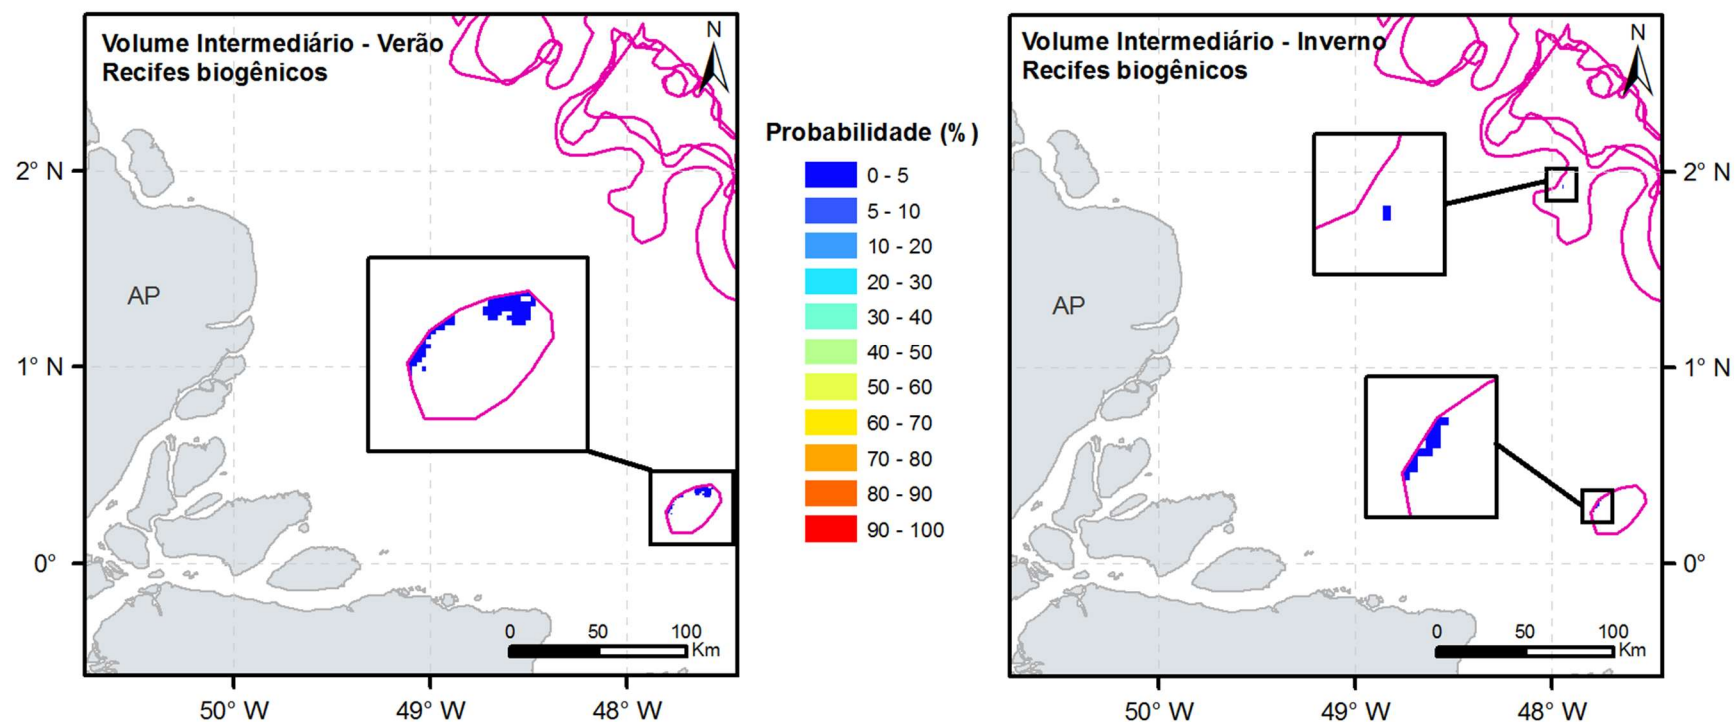 Volume Intermediário - Verão
Recifes biogênicos
N
2° N
AP
1° N
0°
0 50 100
Km
50° W 49° W 48° W
Probabilidade (%)
0 - 5
5 - 10
10 - 20
20 - 30
30 - 40
40 - 50
50 - 60
60 - 70
70 - 80
80 - 90
90 - 100
Volume Intermediário - Inverno
Recifes biogênicos
N
2° N
AP
1° N
0°
0 50 100
Km
50° W 49° W 48° W